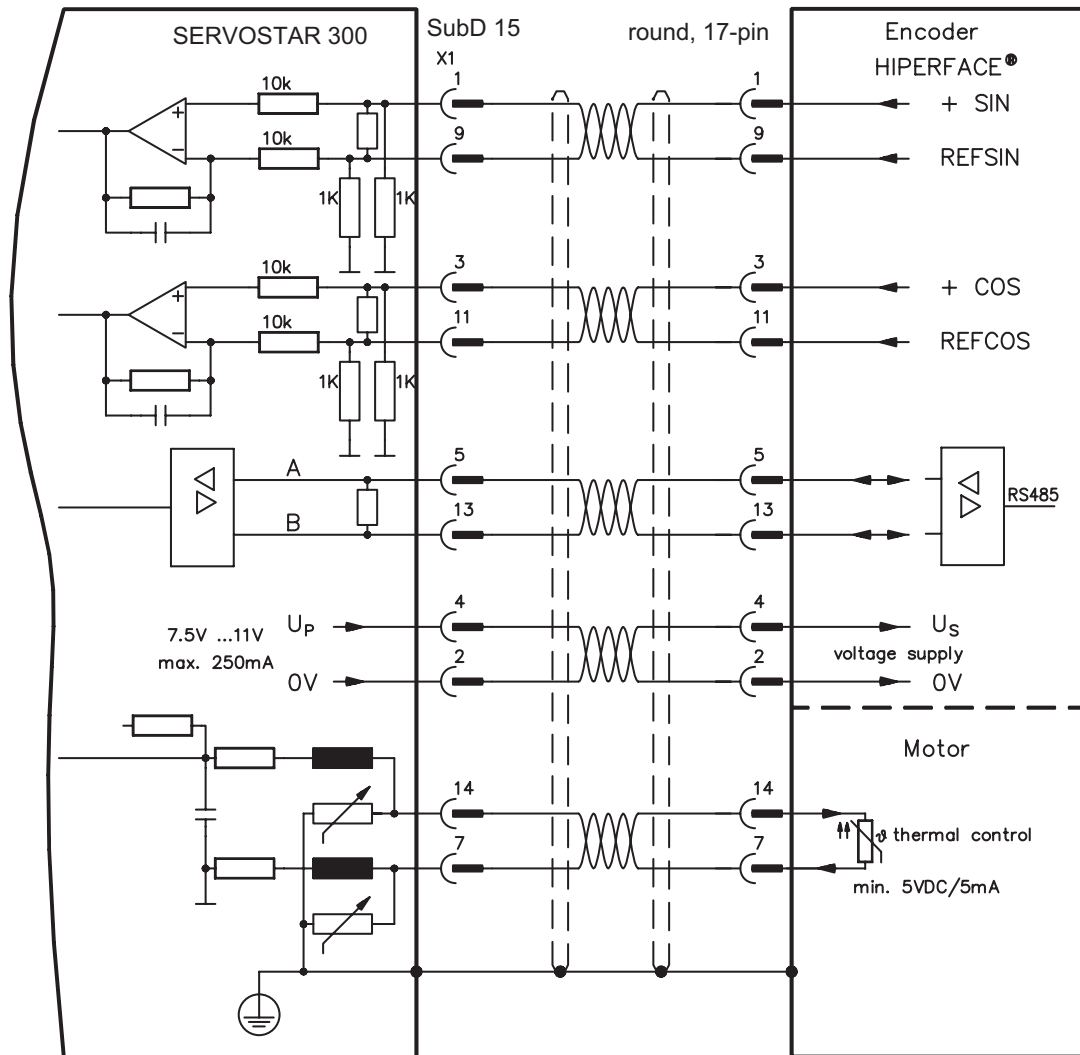 SERVOSTAR 300
SubD 15
round, 17-pin
Encoder
HIPERFACE®
X1
10k
1
1
+ SIN
+
-
10k
9
9
REFSIN
1K
1K
10k
3
3
+ COS
+
-
10k
11
11
REFCOS
1K
1K
A
5
5
RS485
B
13
13
7.5V ...11V
max. 250mA
UP
4
4
US
voltage supply
0V
2
2
0V
Motor
14
14
ϑ thermal control
7
7
min. 5VDC/5mA